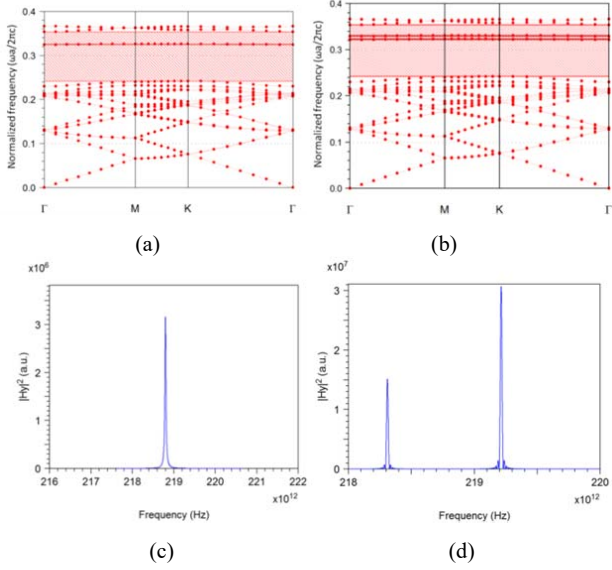 (a)
0.4
0.3
0.2
0.1
0.0
Normalized frequency (ωa/2πc)
Γ M K Γ
(a)
(b)
0.4
0.3
0.2
0.1
0.0
Normalized frequency (ωa/2πc)
Γ M K Γ
(b)
x10⁶
3
2
1
0
|Hy|² (a.u.)
216 217 218 219 220 221 222
x10¹²
Frequency (Hz)
(c)
x10⁷
3
2
1
0
|Hy|² (a.u.)
218 219 220
x10¹²
Frequency (Hz)
(d)